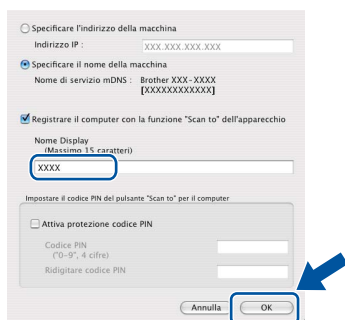 Specificare l'indirizzo della macchina
Indirizzo IP : XXX.XXX.XXX.XXX
Specificare il nome della macchina
Nome di servizio mDNS : Brother XXX-XXXX
[XXXXXXXXXXXX]
Registrare il computer con la funzione "Scan to" dell'apparecchio
Nome Display
(Massimo 15 caratteri)
XXXX
Impostare il codice PIN del pulsante "Scan to" per il computer
Attiva protezione codice PIN
Codice PIN
("0-9", 4 cifre)
Ridigitare codice PIN
Annulla OK